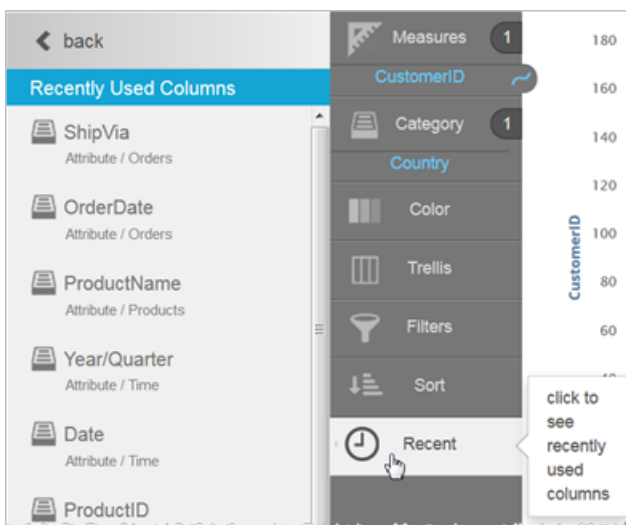 back
Recently Used Columns
ShipVia
Attribute / Orders
OrderDate
Attribute / Orders
ProductName
Attribute / Products
Year/Quarter
Attribute / Time
Date
Attribute / Time
ProductID
Measures 1
CustomerID
Category 1
Country
Color
Trellis
Filters
Sort
Recent
180
160
140
120
100
80
60
CustomerID
click to
see
recently
used
columns